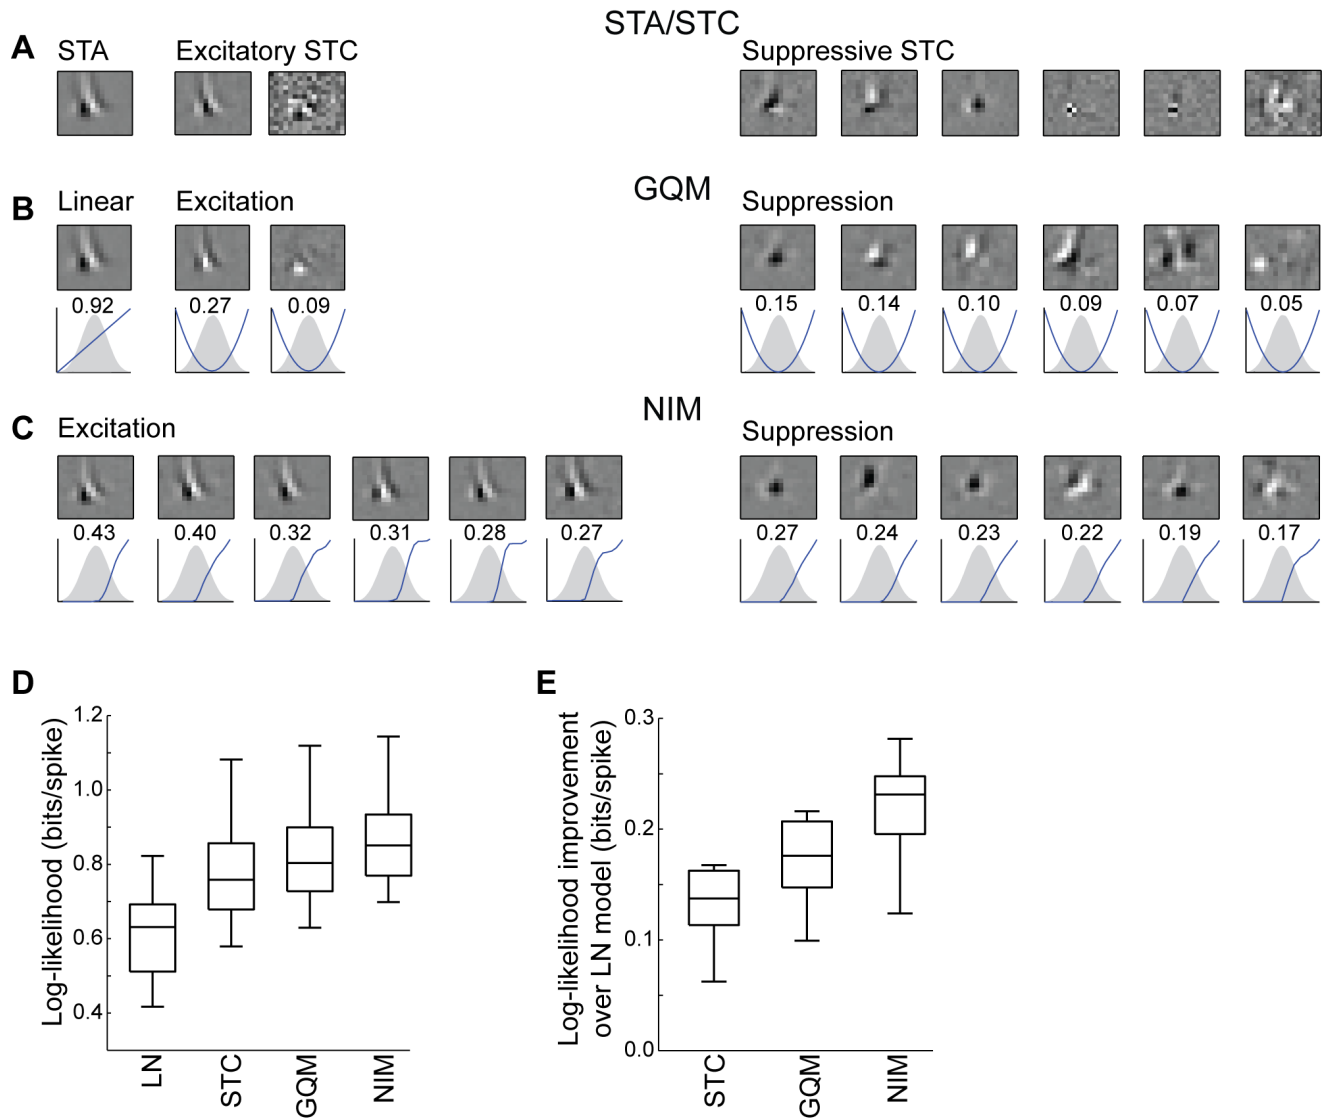 STA/STC
A STA Excitatory STC Suppressive STC
GQM
B Linear Excitation Suppression
0.92 0.27 0.09 0.15 0.14 0.10 0.09 0.07 0.05
NIM
C Excitation Suppression
0.43 0.40 0.32 0.31 0.28 0.27 0.27 0.24 0.23 0.22 0.19 0.17
D
Log-likelihood (bits/spike)
1.2
1.0
0.8
0.6
0.4
LN STC GQM NIM
E
Log-likelihood improvement
over LN model (bits/spike)
0.3
0.2
0.1
0.0
STC GQM NIM